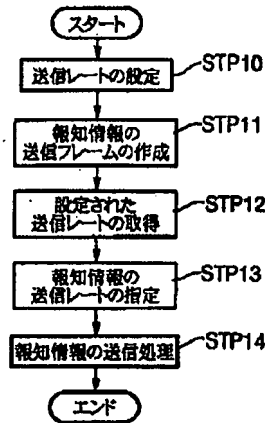 スタート
送信レートの設定
STP10
報知情報の
送信フレームの作成
STP11
設定された
送信レートの取得
STP12
報知情報の
送信レートの指定
STP13
報知情報の送信処理
STP14
エンド